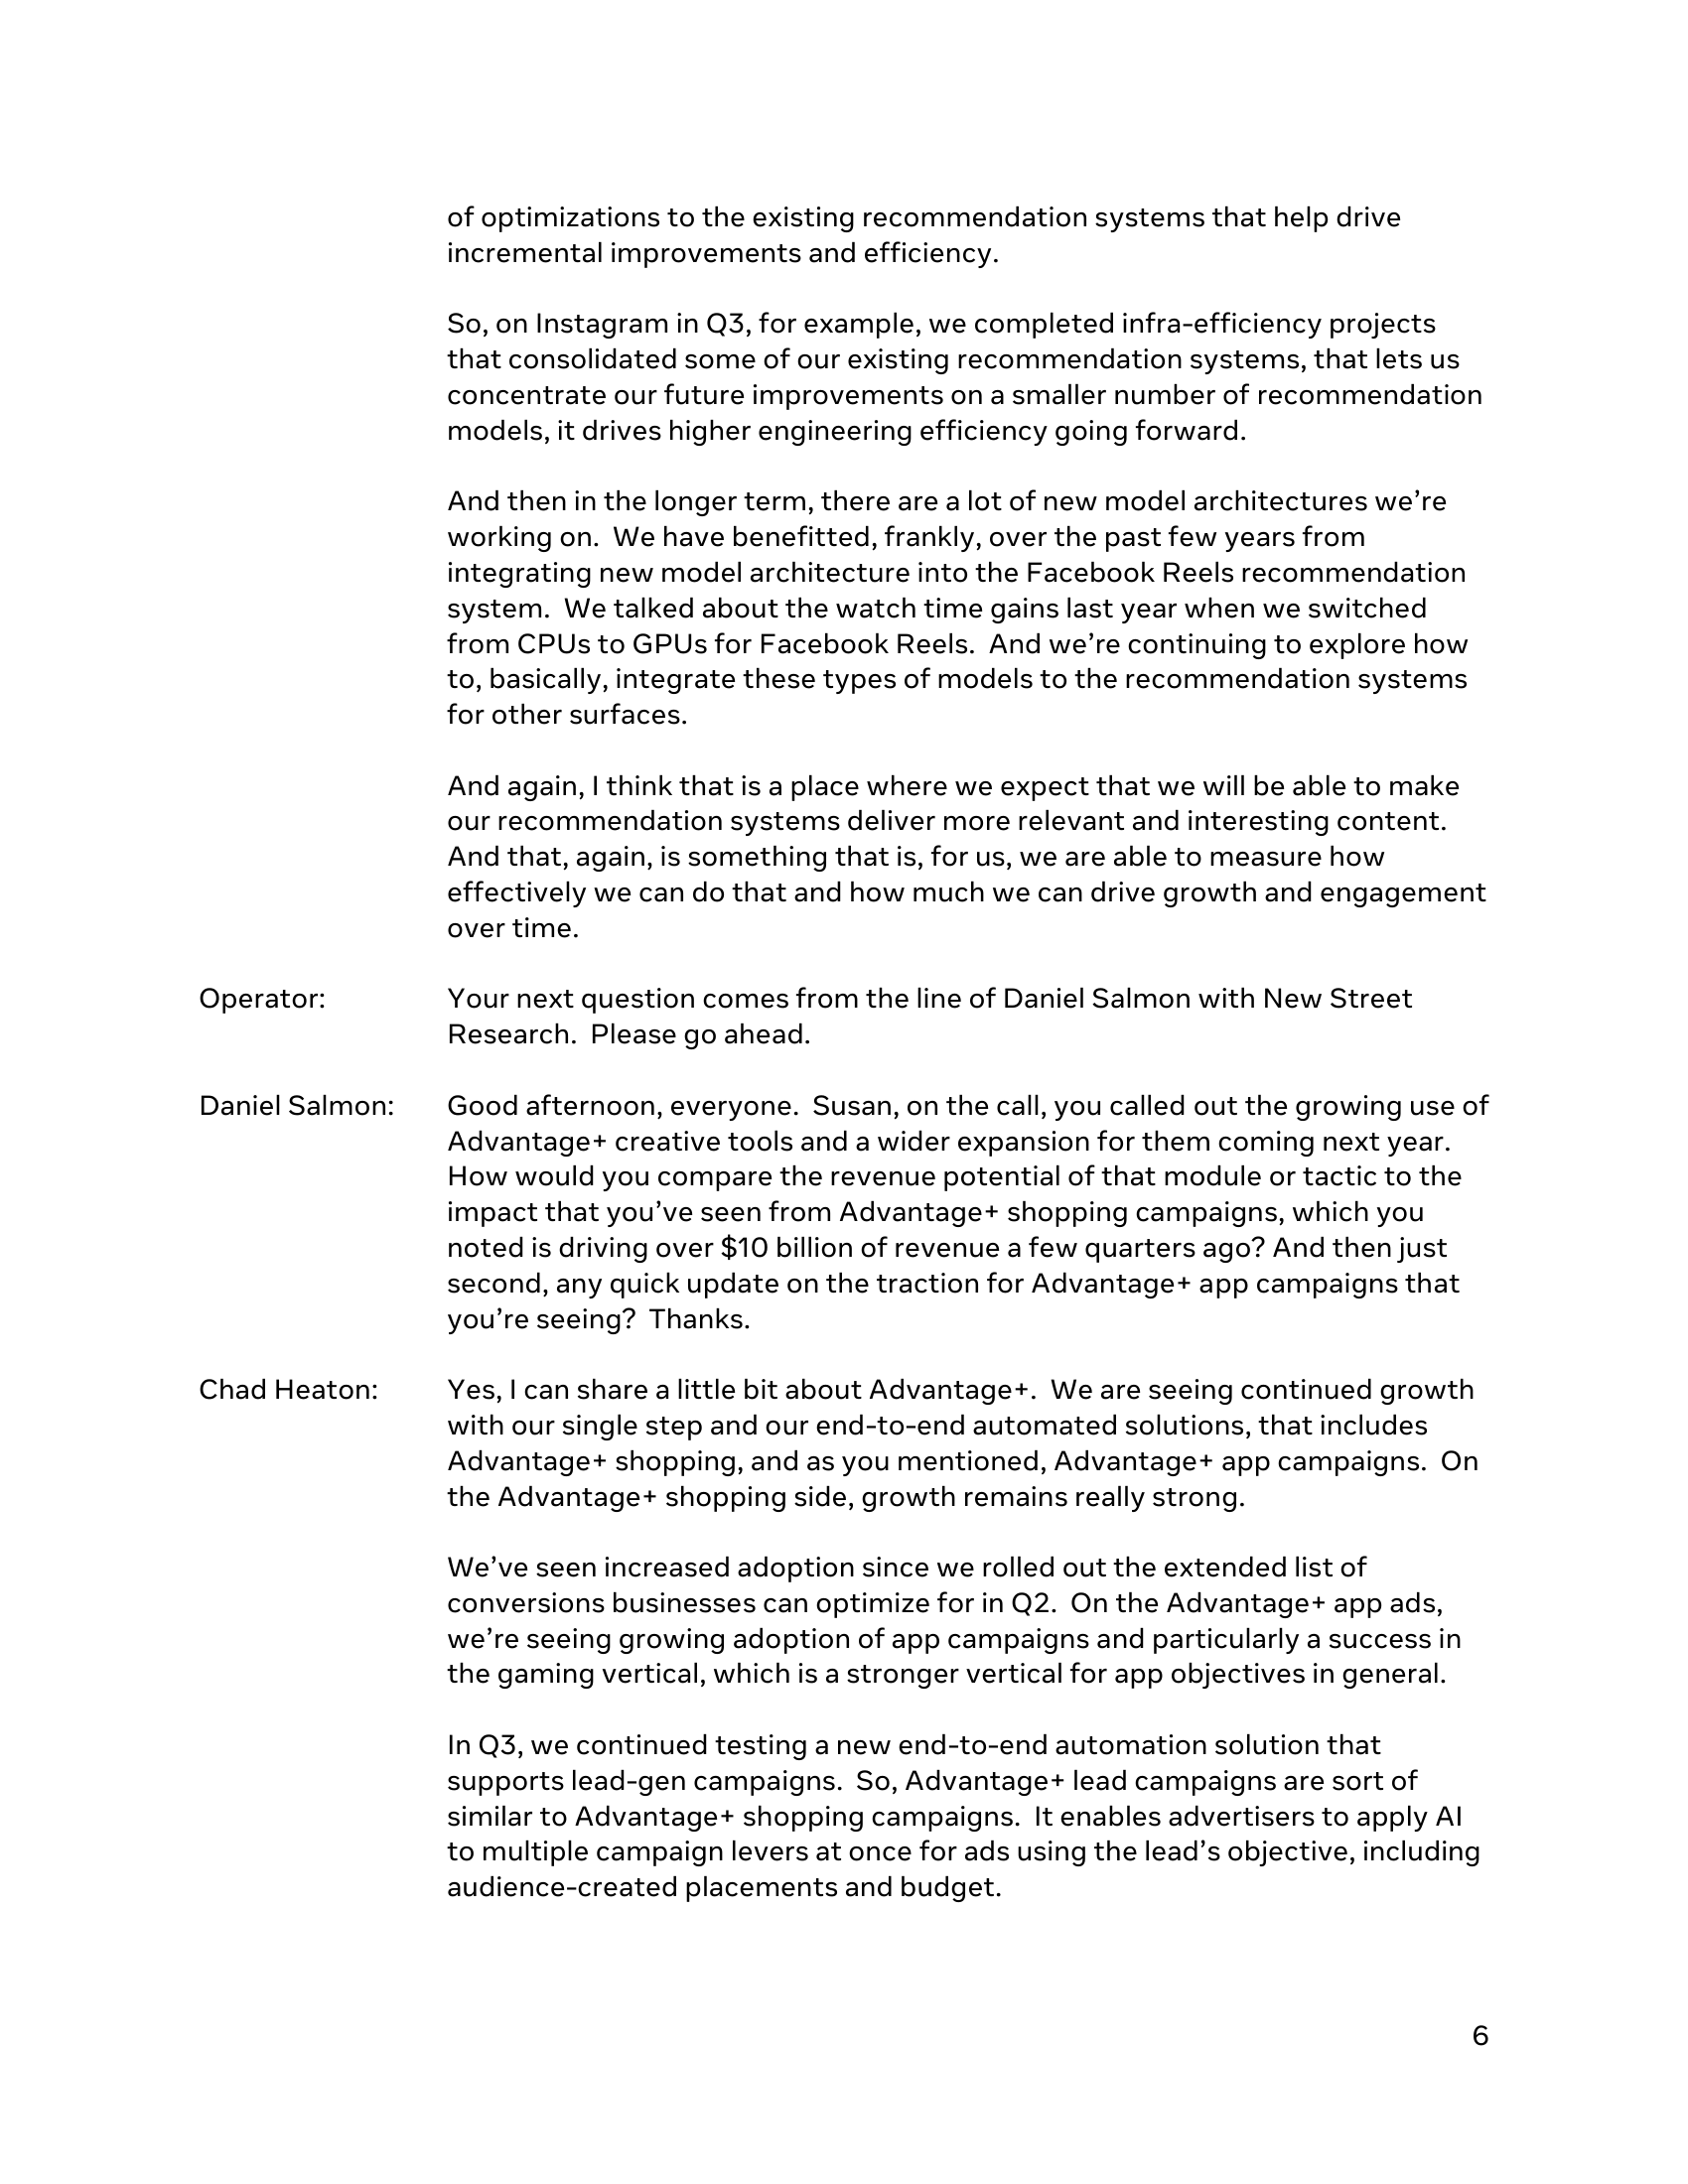 of optimizations to the existing recommendation systems that help drive
incremental improvements and efficiency.
So, on Instagram in Q3, for example, we completed infra-efficiency projects
that consolidated some of our existing recommendation systems, that lets us
concentrate our future improvements on a smaller number of recommendation
models, it drives higher engineering efficiency going forward.
And then in the longer term, there are a lot of new model architectures we’re
working on.  We have benefitted, frankly, over the past few years from
integrating new model architecture into the Facebook Reels recommendation
system.  We talked about the watch time gains last year when we switched
from CPUs to GPUs for Facebook Reels.  And we’re continuing to explore how
to, basically, integrate these types of models to the recommendation systems
for other surfaces.
And again, I think that is a place where we expect that we will be able to make
our recommendation systems deliver more relevant and interesting content.
And that, again, is something that is, for us, we are able to measure how
effectively we can do that and how much we can drive growth and engagement
over time.
Operator: Your next question comes from the line of Daniel Salmon with New Street
Research.  Please go ahead.
Daniel Salmon: Good afternoon, everyone.  Susan, on the call, you called out the growing use of
Advantage+ creative tools and a wider expansion for them coming next year.
How would you compare the revenue potential of that module or tactic to the
impact that you’ve seen from Advantage+ shopping campaigns, which you
noted is driving over $10 billion of revenue a few quarters ago? And then just
second, any quick update on the traction for Advantage+ app campaigns that
you’re seeing?  Thanks.
Chad Heaton: Yes, I can share a little bit about Advantage+.  We are seeing continued growth
with our single step and our end-to-end automated solutions, that includes
Advantage+ shopping, and as you mentioned, Advantage+ app campaigns.  On
the Advantage+ shopping side, growth remains really strong.
We’ve seen increased adoption since we rolled out the extended list of
conversions businesses can optimize for in Q2.  On the Advantage+ app ads,
we’re seeing growing adoption of app campaigns and particularly a success in
the gaming vertical, which is a stronger vertical for app objectives in general.
In Q3, we continued testing a new end-to-end automation solution that
supports lead-gen campaigns.  So, Advantage+ lead campaigns are sort of
similar to Advantage+ shopping campaigns.  It enables advertisers to apply AI
to multiple campaign levers at once for ads using the lead’s objective, including
audience-created placements and budget.
6